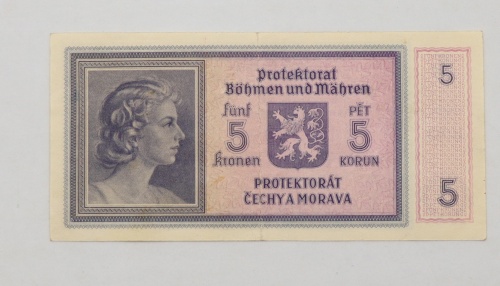 Protektorat
Böhmen und Mähren
fünf PĚT
5 5
kronen KORUN
PROTEKTORÁT
ČECHY A MORAVA
5
5